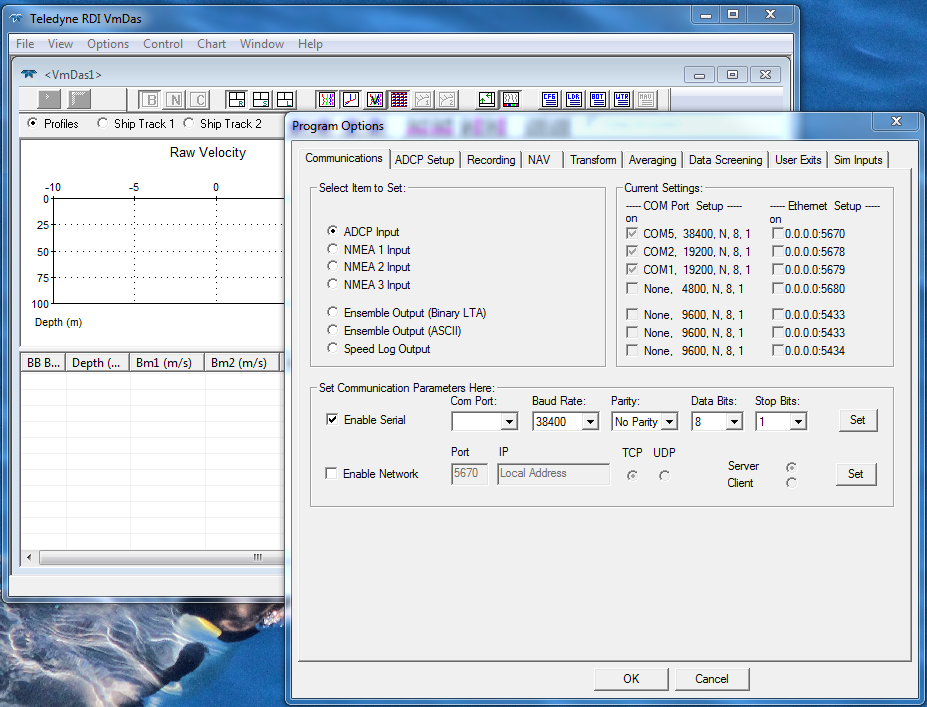 Teledyne RDI VmDas
File View Options Control Chart Window Help
<VmDas1>
B N C R S L CFG LDR BOT WTR NAV
Profiles Ship Track 1 Ship Track 2
Raw Velocity
-10 -5 0
0
25
50
75
100
Depth (m)
BB B... Depth (... Bm1 (m/s) Bm2 (m/s)
Program Options
Communications ADCP Setup Recording NAV Transform Averaging Data Screening User Exits Sim Inputs
Select Item to Set:
ADCP Input
NMEA 1 Input
NMEA 2 Input
NMEA 3 Input
Ensemble Output (Binary LTA)
Ensemble Output (ASCII)
Speed Log Output
Current Settings:
----- COM Port Setup ----- ----- Ethernet Setup -----
on on
COM5, 38400, N, 8, 1 0.0.0.0:5670
COM2, 19200, N, 8, 1 0.0.0.0:5678
COM1, 19200, N, 8, 1 0.0.0.0:5679
None, 4800, N, 8, 1 0.0.0.0:5680
None, 9600, N, 8, 1 0.0.0.0:5433
None, 9600, N, 8, 1 0.0.0.0:5433
None, 9600, N, 8, 1 0.0.0.0:5434
Set Communication Parameters Here:
Com Port: Baud Rate: Parity: Data Bits: Stop Bits:
Enable Serial 38400 No Parity 8 1 Set
Port IP TCP UDP
Enable Network 5670 Local Address Server Set
Client
OK Cancel